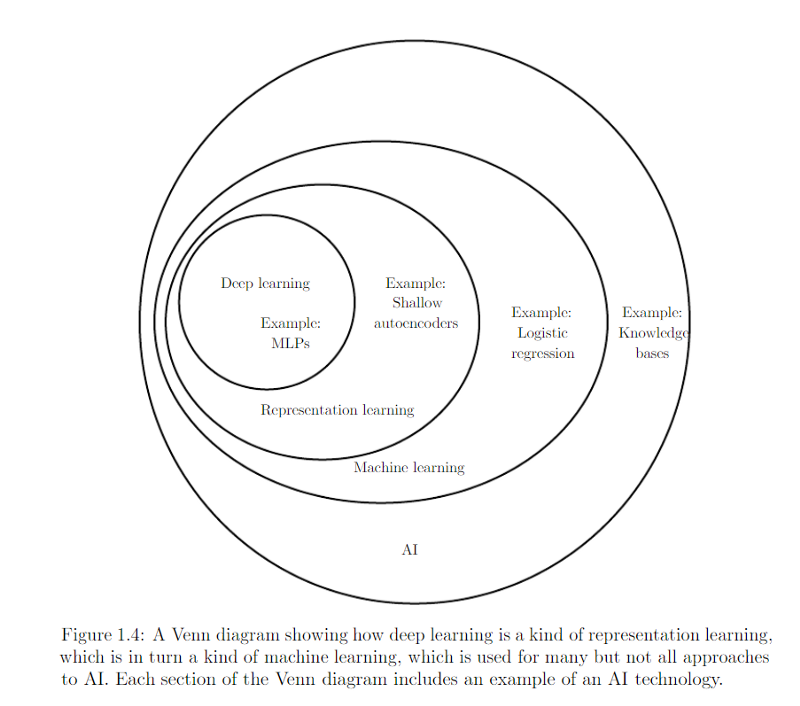 Deep learning
Example:
MLPs
Example:
Shallow
autoencoders
Example:
Logistic
regression
Example:
Knowledge
bases
Representation learning
Machine learning
AI
Figure 1.4: A Venn diagram showing how deep learning is a kind of representation learning,
which is in turn a kind of machine learning, which is used for many but not all approaches
to AI. Each section of the Venn diagram includes an example of an AI technology.